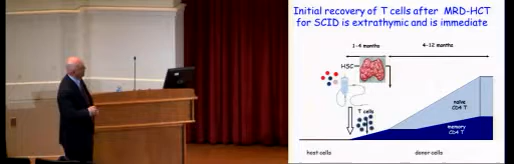 Initial recovery of T cells after MRD-HCT
for SCID is extrathymic and is immediate
1-4 months
4-12 months
HSC
T cells
naive
CD4 T
memory
CD4 T
host cells
donor cells